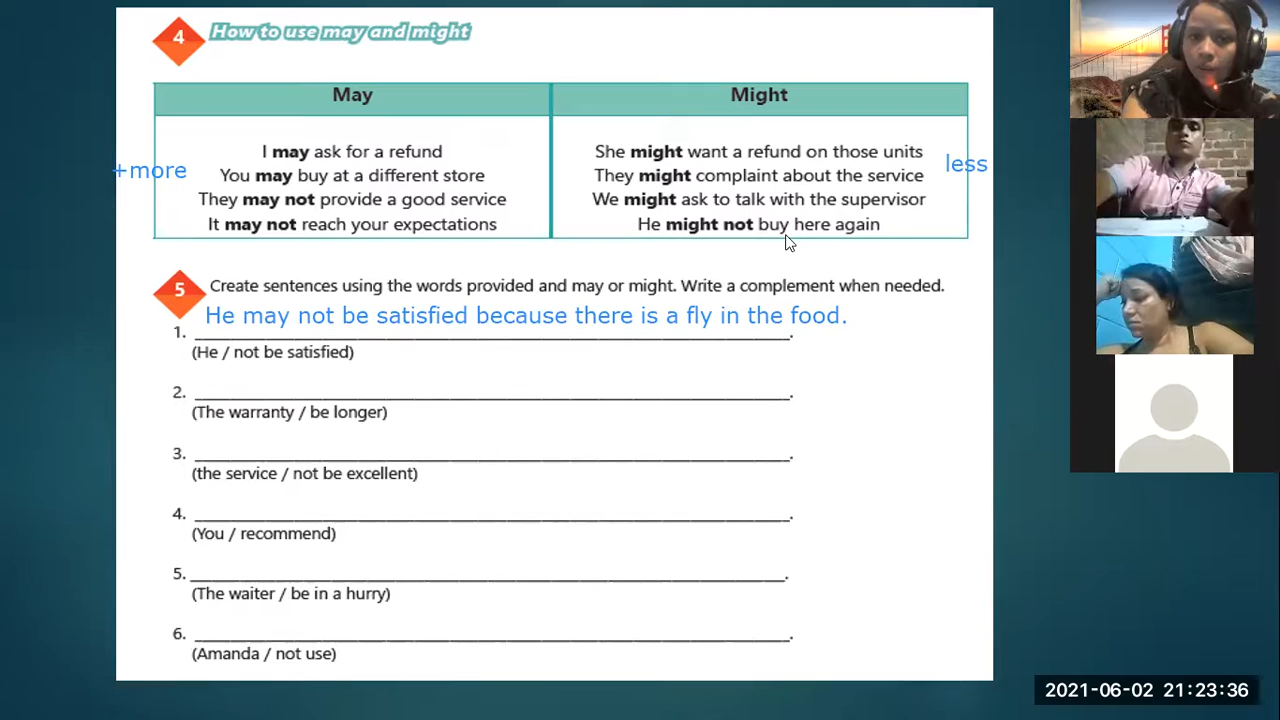 4 How to use may and might
May Might
I may ask for a refund She might want a refund on those units
+more You may buy at a different store They might complaint about the service less
They may not provide a good service We might ask to talk with the supervisor
It may not reach your expectations He might not buy here again
5 Create sentences using the words provided and may or might. Write a complement when needed.
He may not be satisfied because there is a fly in the food.
1. ____________________.
(He / not be satisfied)
2. ____________________.
(The warranty / be longer)
3. ____________________.
(the service / not be excellent)
4. ____________________.
(You / recommend)
5. ____________________.
(The waiter / be in a hurry)
6. ____________________.
(Amanda / not use)
2021-06-02 21:23:36